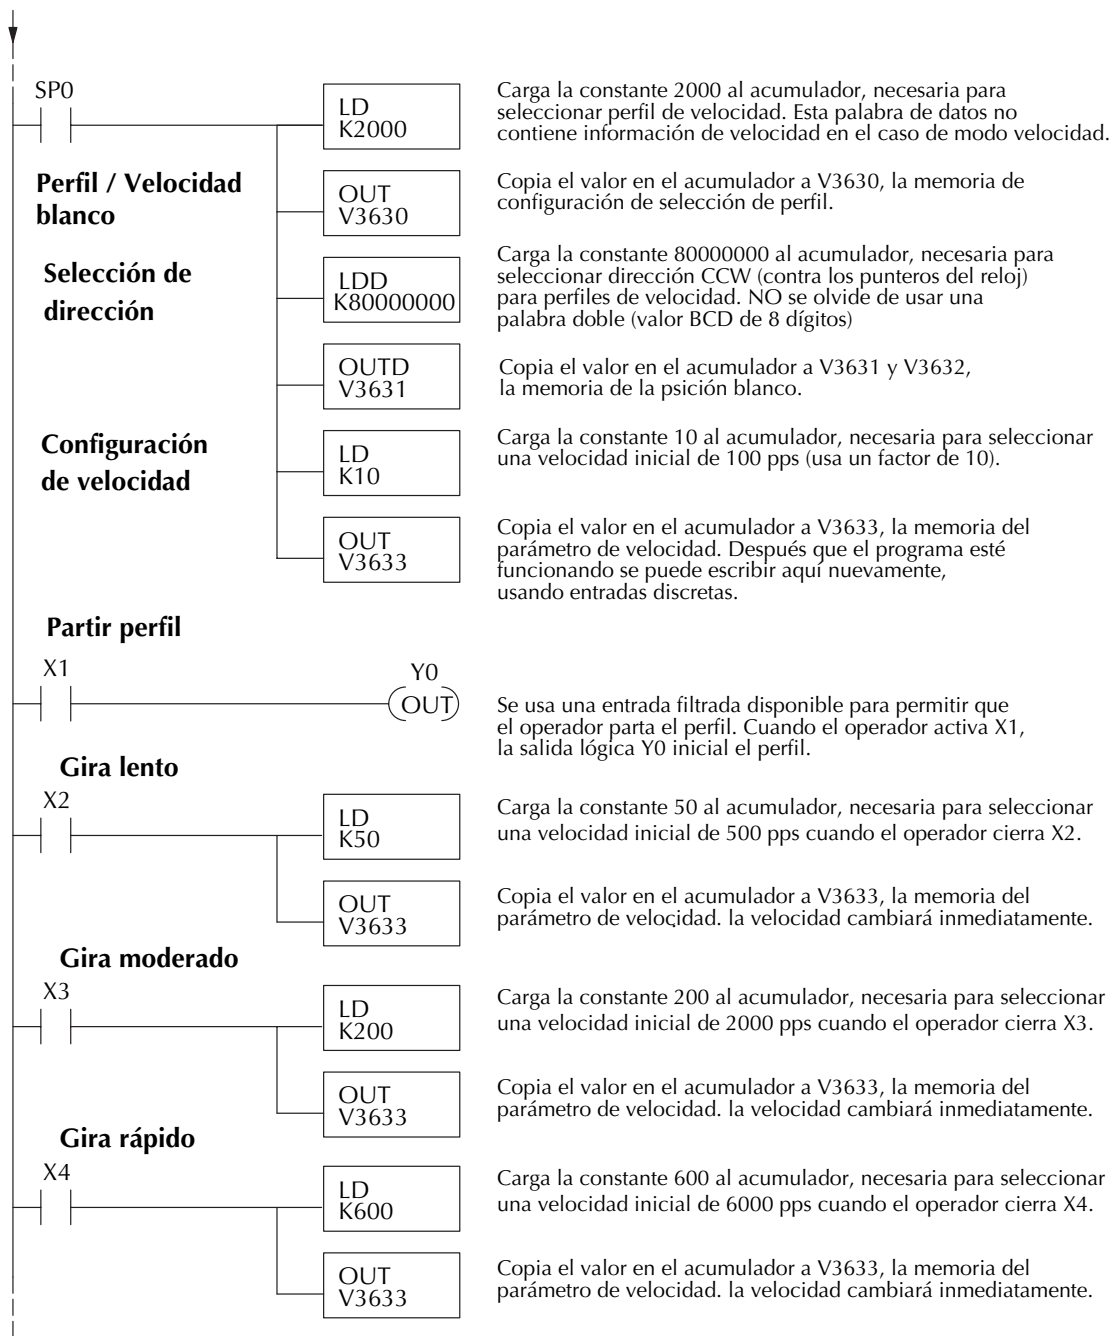 SP0
LD
K2000
Carga la constante 2000 al acumulador, necesaria para
seleccionar perfil de velocidad. Esta palabra de datos no
contiene información de velocidad en el caso de modo velocidad.
Perfil / Velocidad
blanco
OUT
V3630
Copia el valor en el acumulador a V3630, la memoria de
configuración de selección de perfil.
Selección de
dirección
LDD
K80000000
Carga la constante 80000000 al acumulador, necesaria para
seleccionar dirección CCW (contra los punteros del reloj)
para perfiles de velocidad. NO se olvide de usar una
palabra doble (valor BCD de 8 dígitos)
OUTD
V3631
Copia el valor en el acumulador a V3631 y V3632,
la memoria de la psición blanco.
Configuración
de velocidad
LD
K10
Carga la constante 10 al acumulador, necesaria para seleccionar
una velocidad inicial de 100 pps (usa un factor de 10).
OUT
V3633
Copia el valor en el acumulador a V3633, la memoria del
parámetro de velocidad. Después que el programa esté
funcionando se puede escribir aquí nuevamente,
usando entradas discretas.
Partir perfil
X1
Y0
OUT
Se usa una entrada filtrada disponible para permitir que
el operador parta el perfil. Cuando el operador activa X1,
la salida lógica Y0 inicial el perfil.
Gira lento
X2
LD
K50
Carga la constante 50 al acumulador, necesaria para seleccionar
una velocidad inicial de 500 pps cuando el operador cierra X2.
OUT
V3633
Copia el valor en el acumulador a V3633, la memoria del
parámetro de velocidad. la velocidad cambiará inmediatamente.
Gira moderado
X3
LD
K200
Carga la constante 200 al acumulador, necesaria para seleccionar
una velocidad inicial de 2000 pps cuando el operador cierra X3.
OUT
V3633
Copia el valor en el acumulador a V3633, la memoria del
parámetro de velocidad. la velocidad cambiará inmediatamente.
Gira rápido
X4
LD
K600
Carga la constante 600 al acumulador, necesaria para seleccionar
una velocidad inicial de 6000 pps cuando el operador cierra X4.
OUT
V3633
Copia el valor en el acumulador a V3633, la memoria del
parámetro de velocidad. la velocidad cambiará inmediatamente.